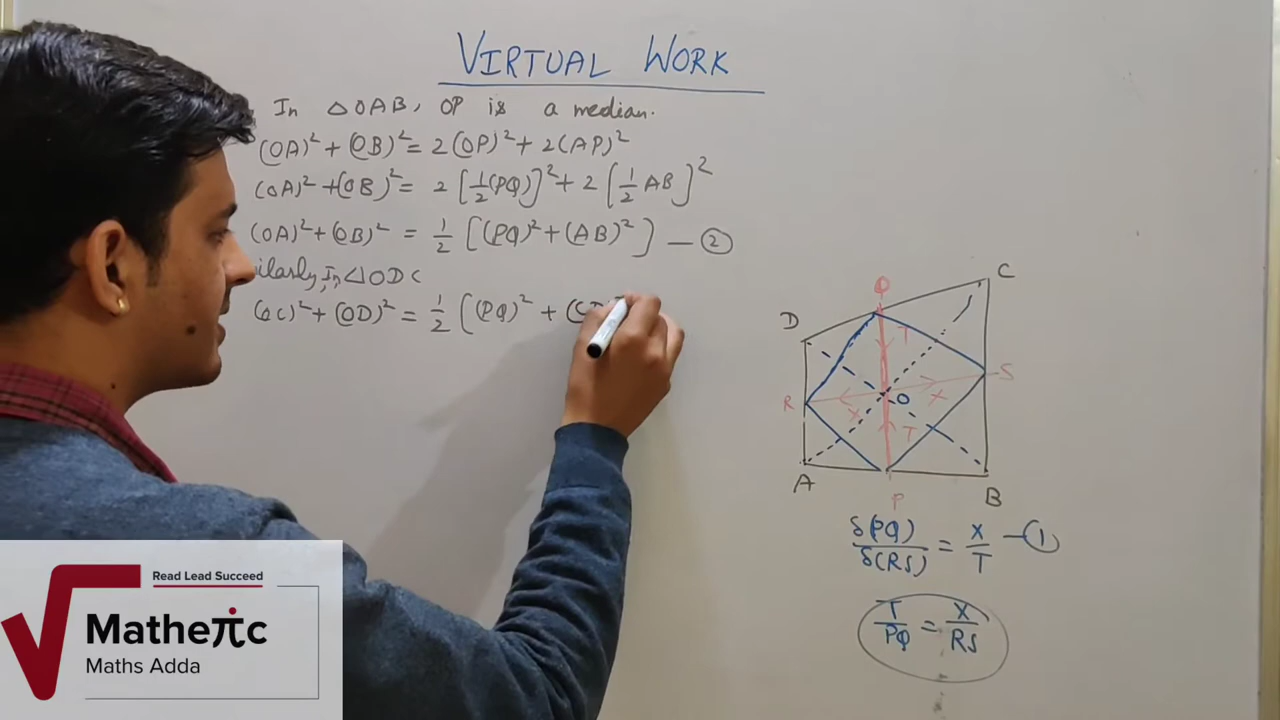 VIRTUAL WORK
In △OAB, OP is a median.
(OA)² + (OB)² = 2(OP)² + 2(AP)²
(OA)² + (OB)² = 2[½(PQ)]² + 2[½AB]²
(OA)² + (OB)² = ½[(PQ)² + (AB)²] — ②
ilarly, In △ODC
(OC)² + (OD)² = ½[(PQ)² + (CD)²
Q
C
D
T
S
R
X
O
X
T
A
B
P
δ(PQ)/δ(RS) = X/T — ①
T/PQ = X/RS
Read Lead Succeed
Matheπc
Maths Adda